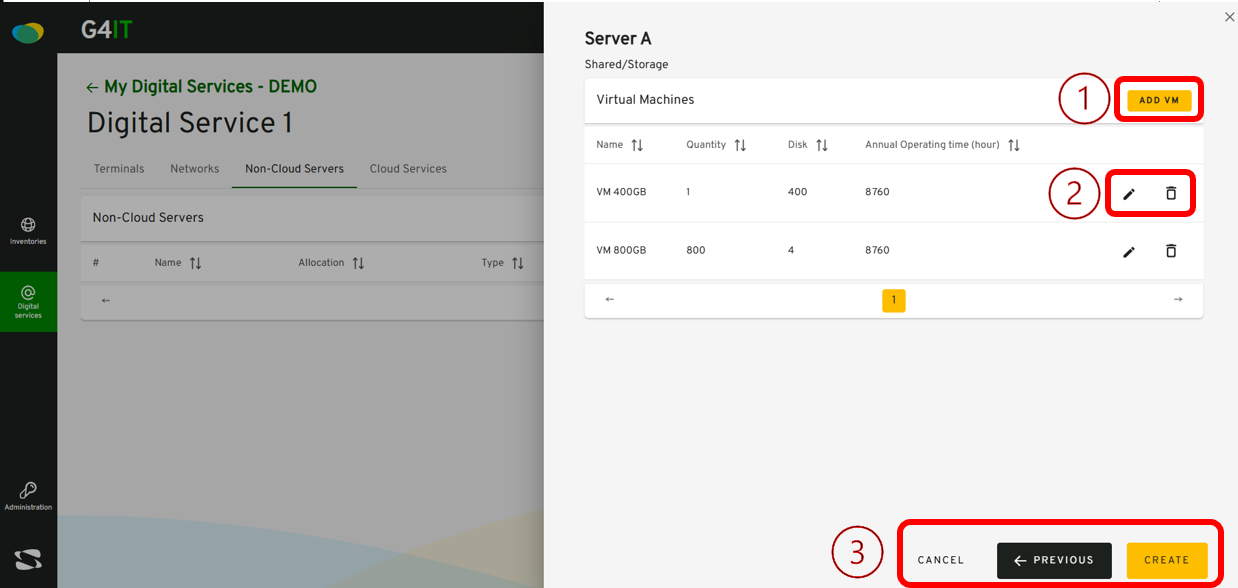 G4IT
← My Digital Services - DEMO
Digital Service 1
Terminals Networks Non-Cloud Servers Cloud Services
Non-Cloud Servers
# Name Allocation Type
←
Inventories
Digital
services
Administration
Server A
Shared/Storage
Virtual Machines
1 ADD VM
Name Quantity Disk Annual Operating time (hour)
VM 400GB 1 400 8760
2
VM 800GB 800 4 8760
← 1 →
3 CANCEL ← PREVIOUS CREATE